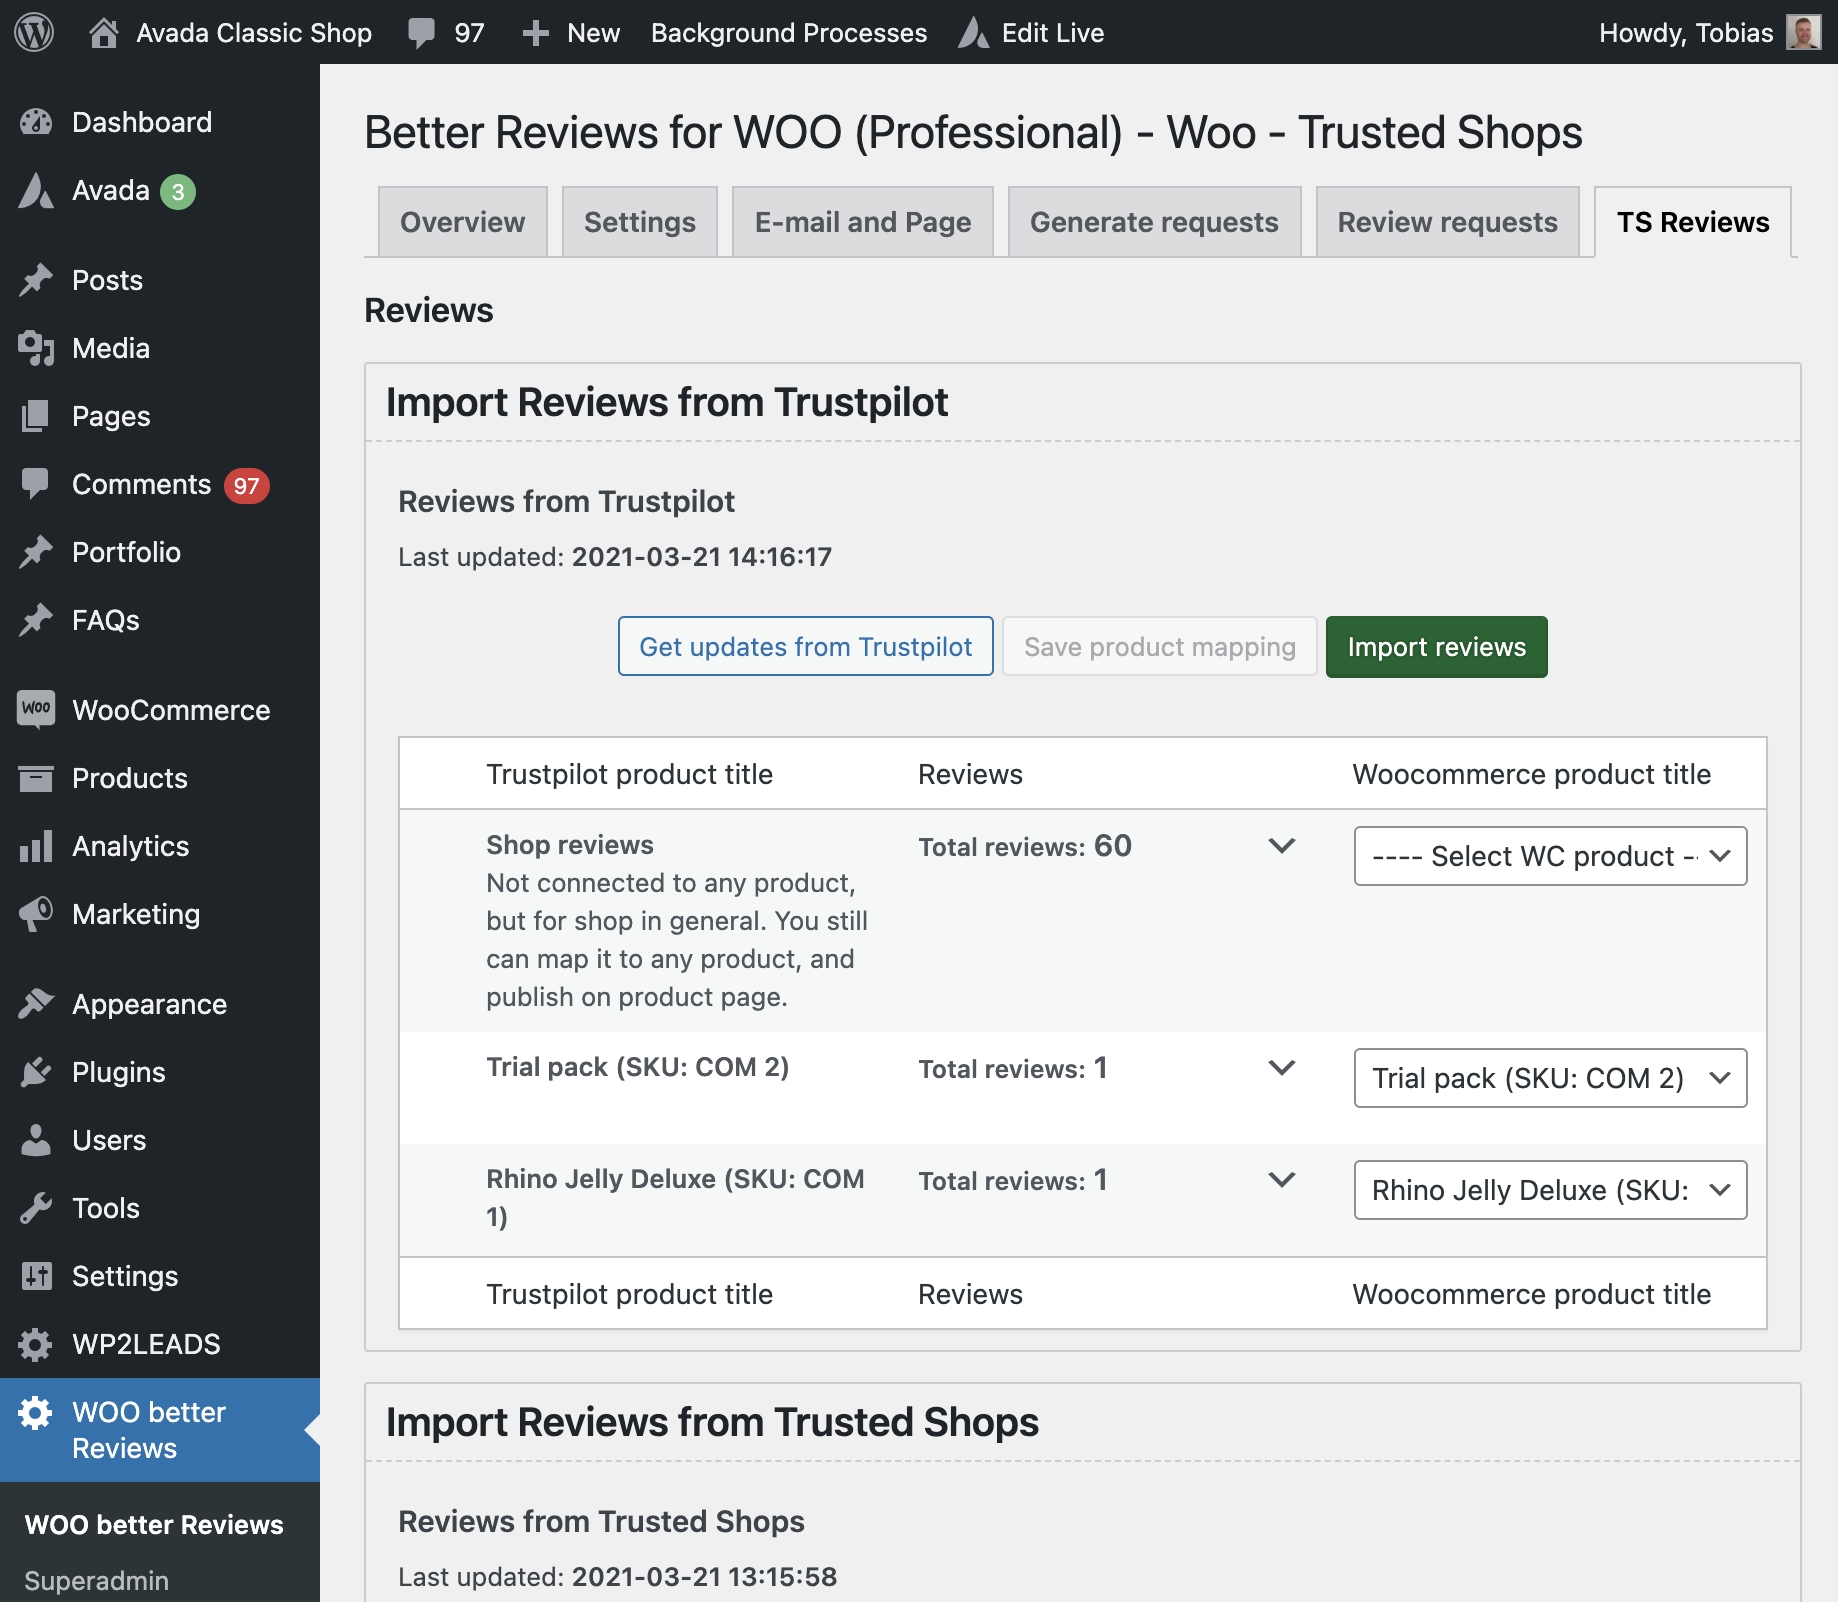 Avada Classic Shop 97 New Background Processes Edit Live Howdy, Tobias
Dashboard
Avada 3
Posts
Media
Pages
Comments 97
Portfolio
FAQs
Woo WooCommerce
Products
Analytics
Marketing
Appearance
Plugins
Users
Tools
Settings
WP2LEADS
WOO better
Reviews
WOO better Reviews
Superadmin
Better Reviews for WOO (Professional) - Woo - Trusted Shops
Overview Settings E-mail and Page Generate requests Review requests TS Reviews
Reviews
Import Reviews from Trustpilot
Reviews from Trustpilot
Last updated: 2021-03-21 14:16:17
Get updates from Trustpilot Save product mapping Import reviews
Trustpilot product title Reviews Woocommerce product title
Shop reviews Total reviews: 60 ---- Select WC product -
Not connected to any product,
but for shop in general. You still
can map it to any product, and
publish on product page.
Trial pack (SKU: COM 2) Total reviews: 1 Trial pack (SKU: COM 2)
Rhino Jelly Deluxe (SKU: COM Total reviews: 1 Rhino Jelly Deluxe (SKU:
1)
Trustpilot product title Reviews Woocommerce product title
Import Reviews from Trusted Shops
Reviews from Trusted Shops
Last updated: 2021-03-21 13:15:58